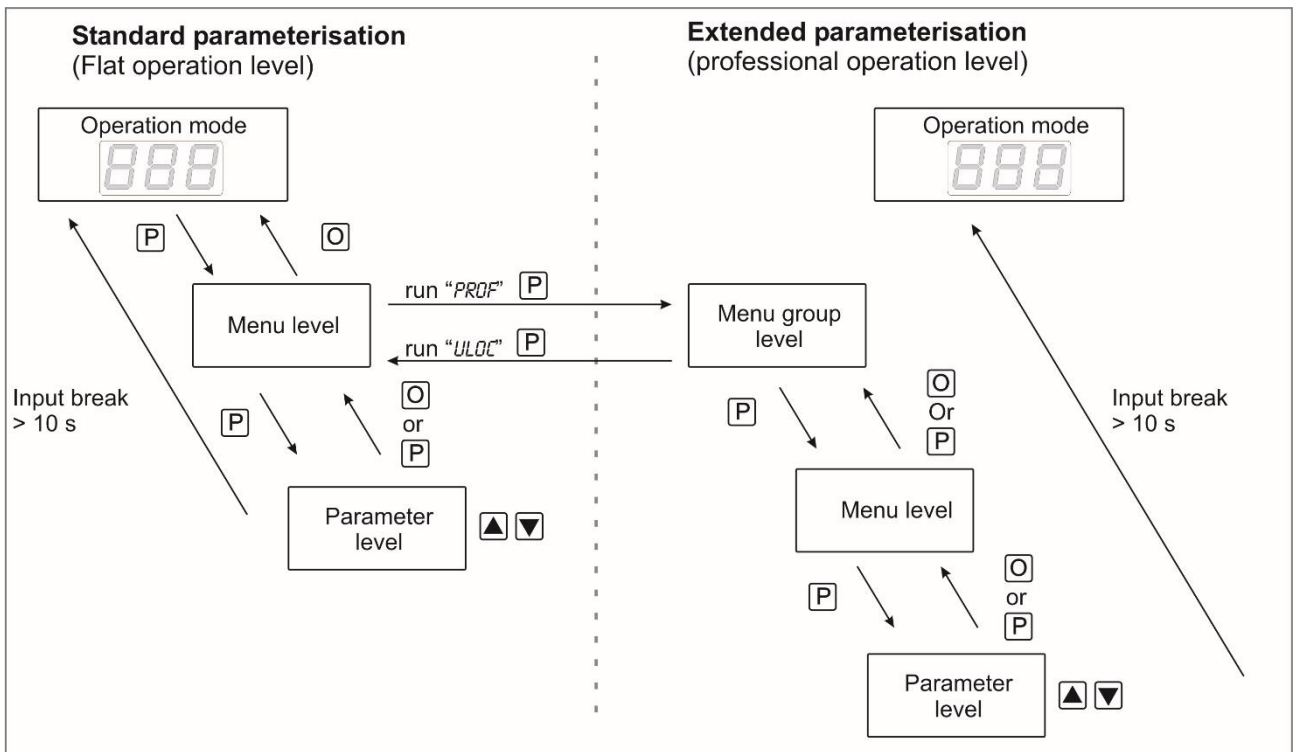 Standard parameterisation
(Flat operation level)
Operation mode
888
P
O
Menu level
run “PROF” P
run “ULOC” P
Input break
> 10 s
P
O
or
P
Parameter
level
Extended parameterisation
(professional operation level)
Operation mode
888
Menu group
level
P
O
Or
P
Input break
> 10 s
Menu level
P
O
or
P
Parameter
level